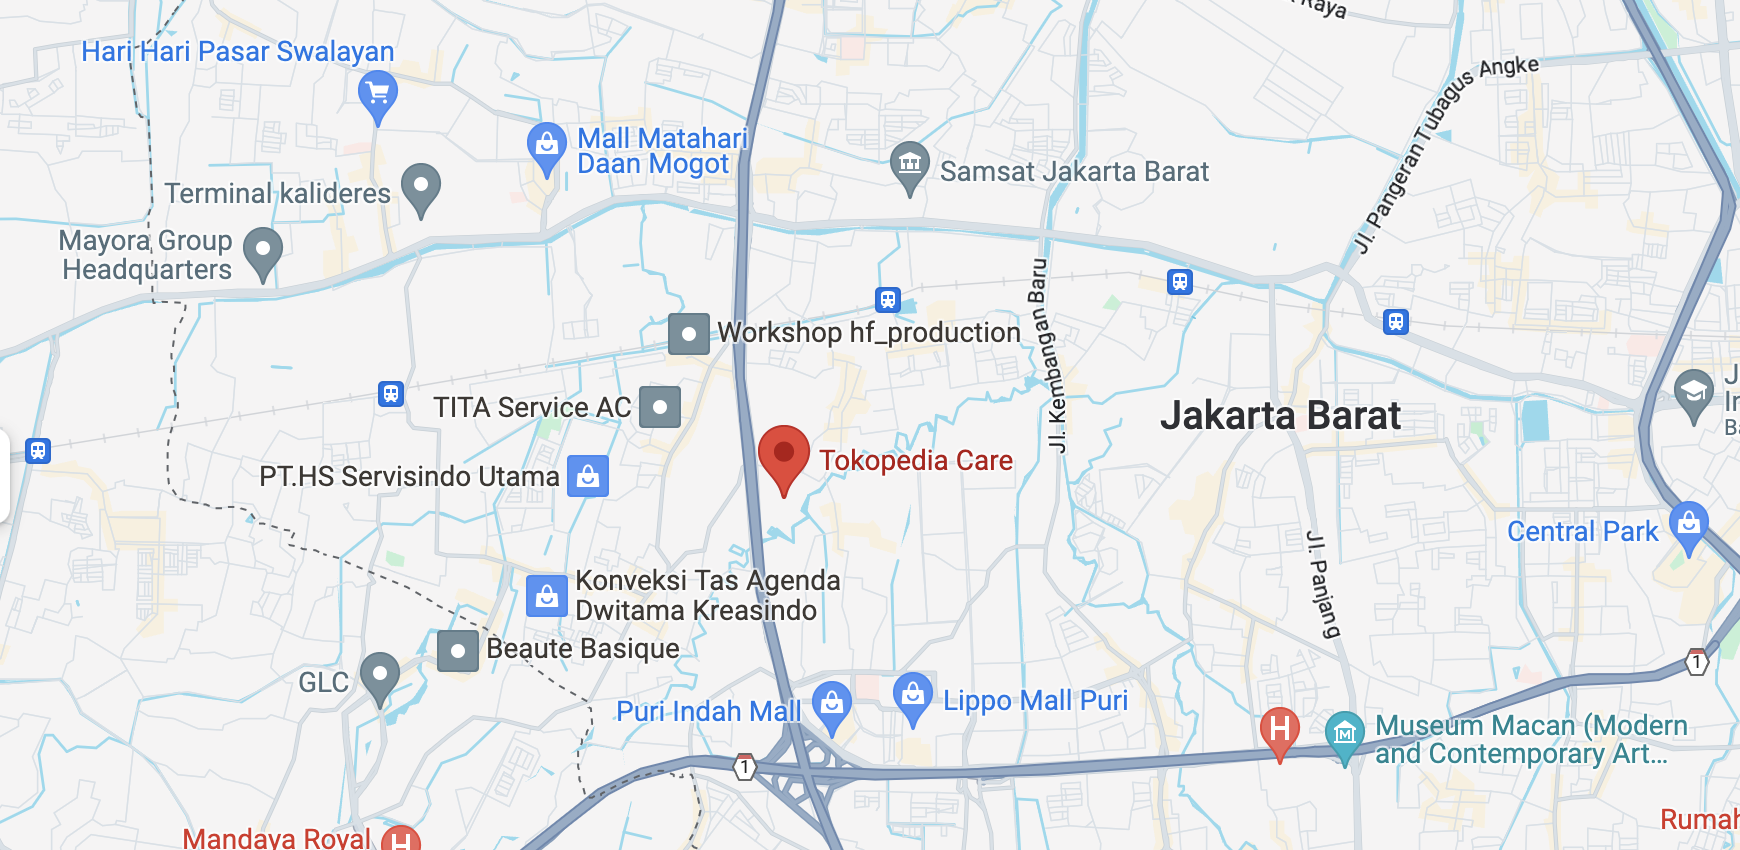 Raya
Hari Hari Pasar Swalayan
Jl. Pangeran Tubagus Angke
Mall Matahari
Daan Mogot
Samsat Jakarta Barat
Terminal kalideres
Mayora Group
Headquarters
Jl. Kembangan Baru
Workshop hf_production
TITA Service AC
Jakarta Barat
Tokopedia Care
PT.HS Servisindo Utama
Central Park
Jl. Panjang
Konveksi Tas Agenda
Dwitama Kreasindo
Beaute Basique
GLC
1
Puri Indah Mall
Lippo Mall Puri
H
M
Museum Macan (Modern
and Contemporary Art...
1
Mandaya Royal
H